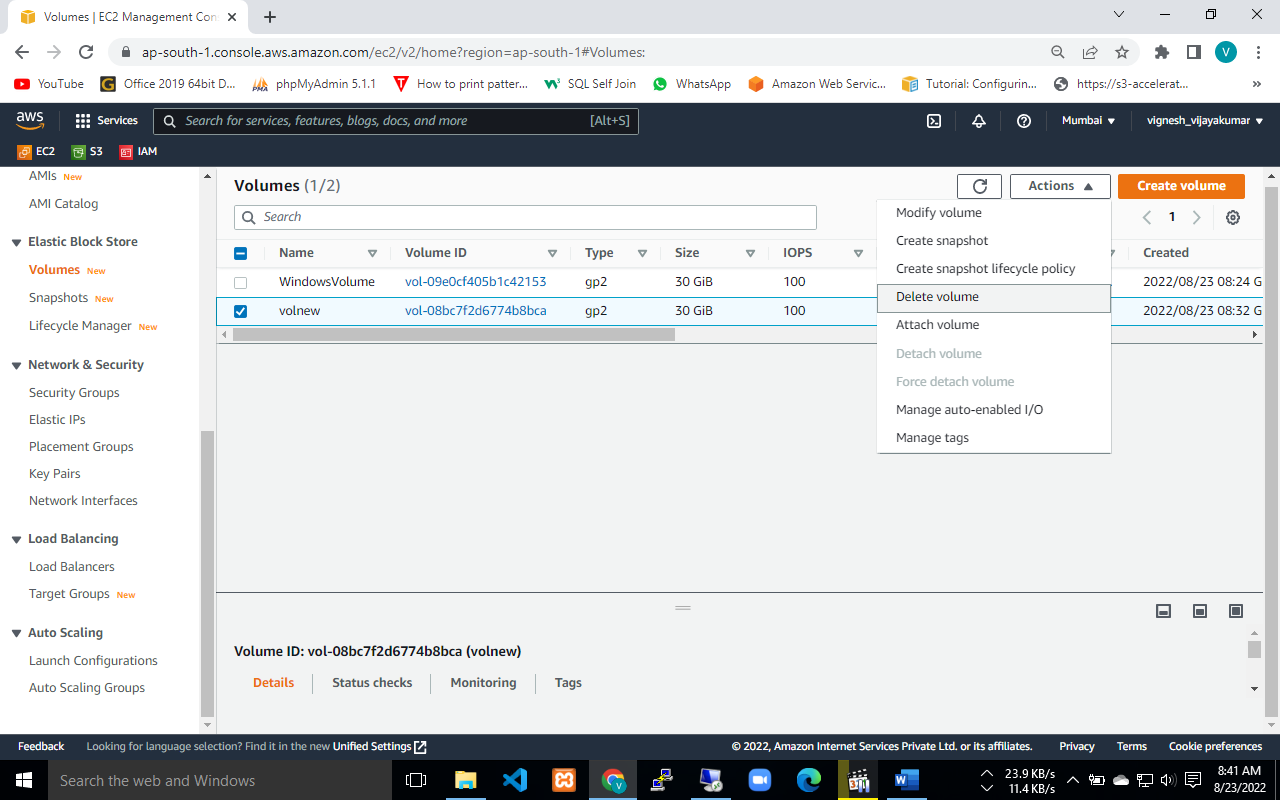 Volumes | EC2 Management Con
ap-south-1.console.aws.amazon.com/ec2/v2/home?region=ap-south-1#Volumes:
V
YouTube
Office 2019 64bit D...
phpMyAdmin 5.1.1
How to print patter...
SQL Self Join
WhatsApp
Amazon Web Servic...
Tutorial: Configurin...
https://s3-accelerat...
aws
Services
Search for services, features, blogs, docs, and more
[Alt+S]
Mumbai
vignesh_vijayakumar
EC2
S3
IAM
AMIs New
AMI Catalog
Elastic Block Store
Volumes New
Snapshots New
Lifecycle Manager New
Network & Security
Security Groups
Elastic IPs
Placement Groups
Key Pairs
Network Interfaces
Load Balancing
Load Balancers
Target Groups New
Auto Scaling
Launch Configurations
Auto Scaling Groups
Volumes (1/2)
Actions
Create volume
Search
1
Name Volume ID Type Size IOPS Created
WindowsVolume vol-09e0cf405b1c42153 gp2 30 GiB 100 2022/08/23 08:24 G
volnew vol-08bc7f2d6774b8bca gp2 30 GiB 100 2022/08/23 08:32 G
Modify volume
Create snapshot
Create snapshot lifecycle policy
Delete volume
Attach volume
Detach volume
Force detach volume
Manage auto-enabled I/O
Manage tags
Volume ID: vol-08bc7f2d6774b8bca (volnew)
Details
Status checks
Monitoring
Tags
Feedback
Looking for language selection? Find it in the new Unified Settings
© 2022, Amazon Internet Services Private Ltd. or its affiliates.
Privacy
Terms
Cookie preferences
Search the web and Windows
23.9 KB/s
11.4 KB/s
8:41 AM
8/23/2022